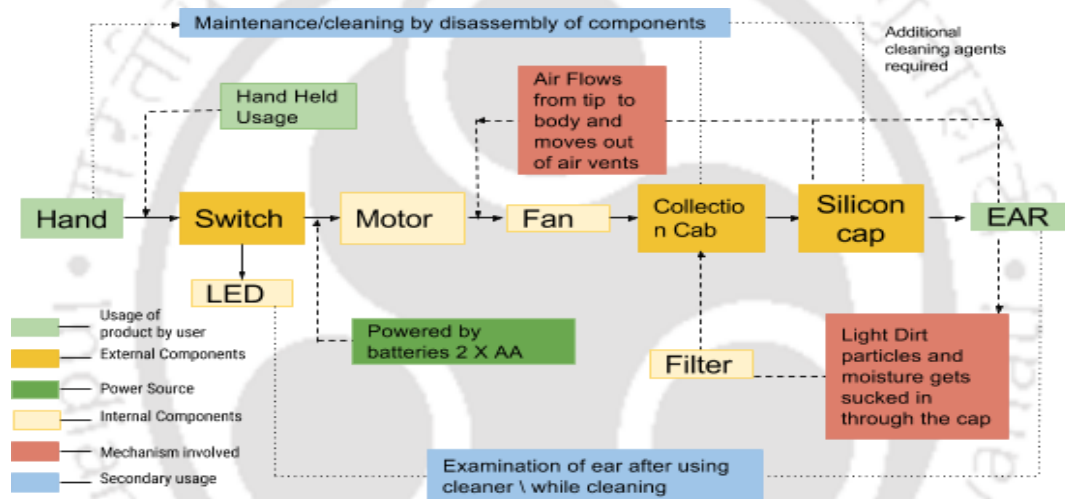 Maintenance/cleaning by disassembly of components
Additional
cleaning agents
required
Hand Held
Usage
Air Flows
from tip to
body and
moves out
of air vents
Hand
Switch
Motor
Fan
Collectio
n Cab
Silicon
cap
EAR
LED
Powered by
batteries 2 X AA
Filter
Light Dirt
particles and
moisture gets
sucked in
through the cap
Usage of
product by user
External Components
Power Source
Internal Components
Mechanism involved
Secondary usage
Examination of ear after using
cleaner \ while cleaning